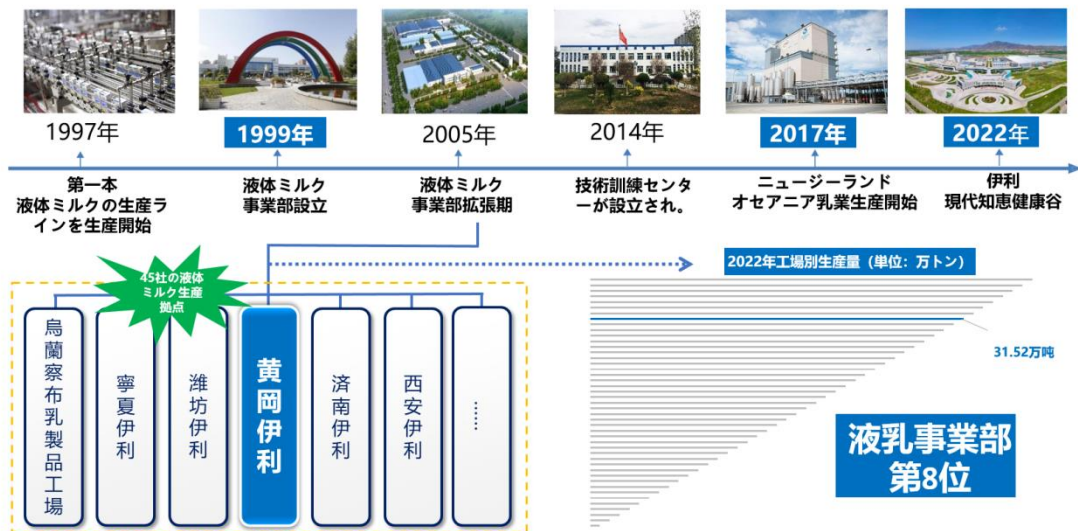 1997年
1999年
2005年
2014年
2017年
2022年
第一本
液体ミルクの生産ラ
インを生産開始
液体ミルク
事業部設立
液体ミルク
事業部拡張期
技術訓練センタ
ーが設立され。
ニュージーランド
オセアニア乳業生産開始
伊利
現代知恵健康谷
45社の液体
ミルク生産
拠点
烏蘭察布乳製品工場
寧夏伊利
濰坊伊利
黄岡伊利
済南伊利
西安伊利
……
2022年工場別生産量（単位：万トン）
31.52万吨
液乳事業部
第8位